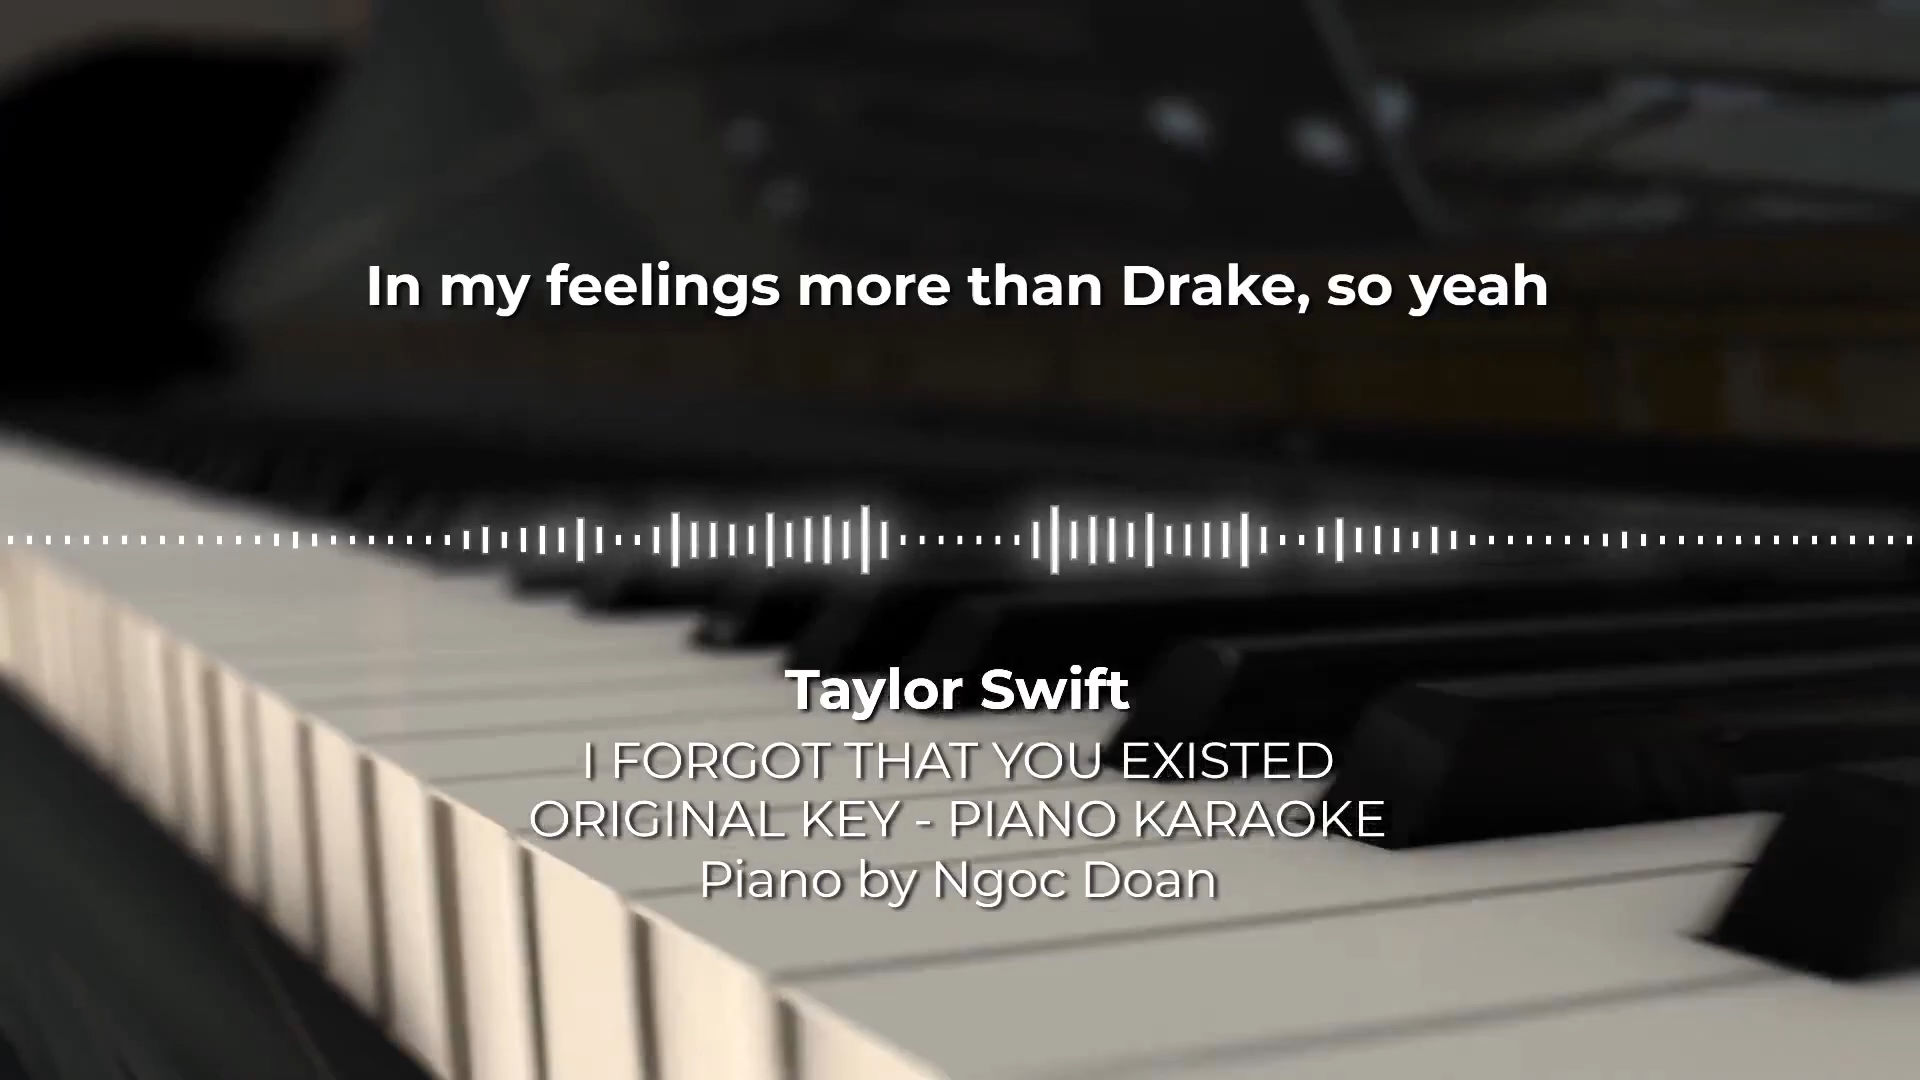 In my feelings more than Drake, so yeah
Taylor Swift
I FORGOT THAT YOU EXISTED
ORIGINAL KEY - PIANO KARAOKE
Piano by Ngoc Doan